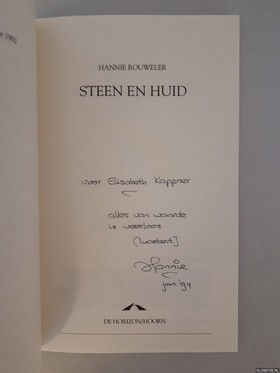 HANNIE ROUWELER
STEEN EN HUID
voor Elisabeth Kappner
alles van waarde
is weerloos
[Lucebert]
Hannie
jan '94
DE HORIZON/HOORN